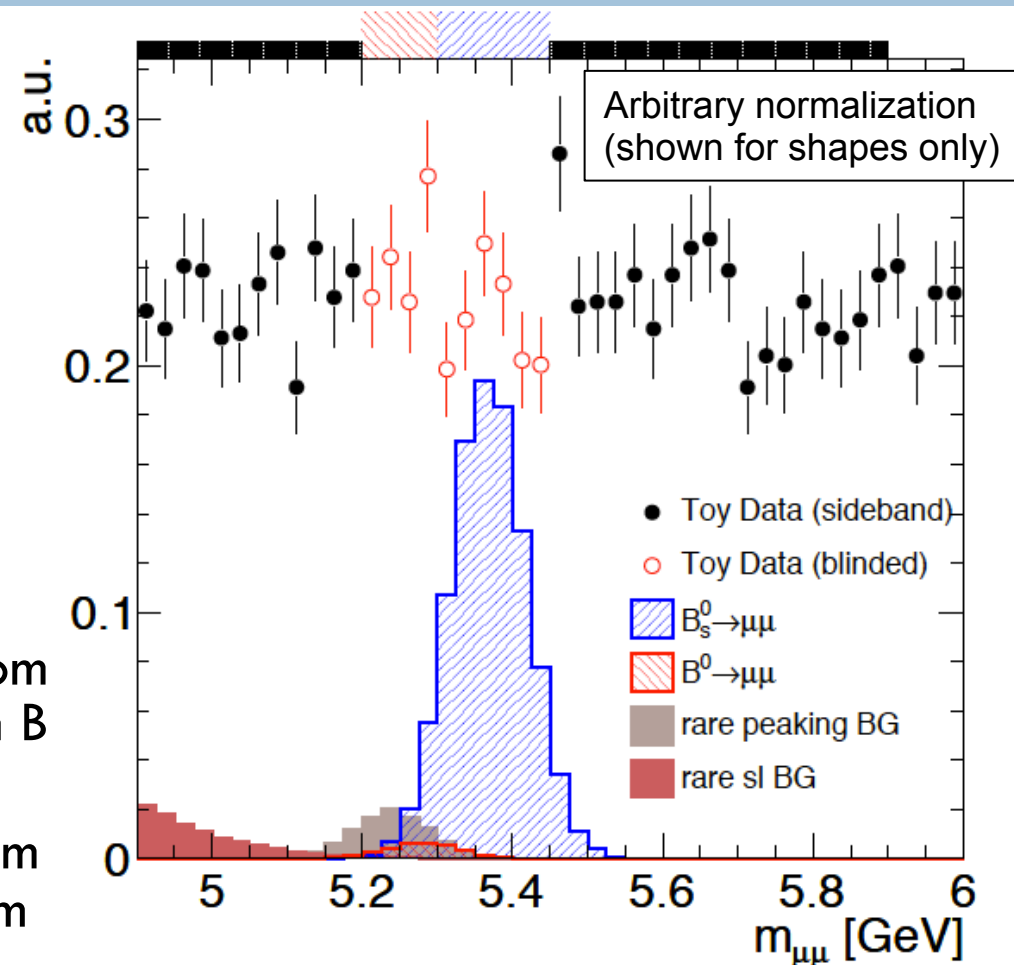 a.u.
Arbitrary normalization
(shown for shapes only)
0.3
0.2
0.1
0
Toy Data (sideband)
Toy Data (blinded)
B⁰ₛ→μμ
B⁰→μμ
rare peaking BG
rare sl BG
om
B
m
m
5 5.2 5.4 5.6 5.8 6
mμμ [GeV]